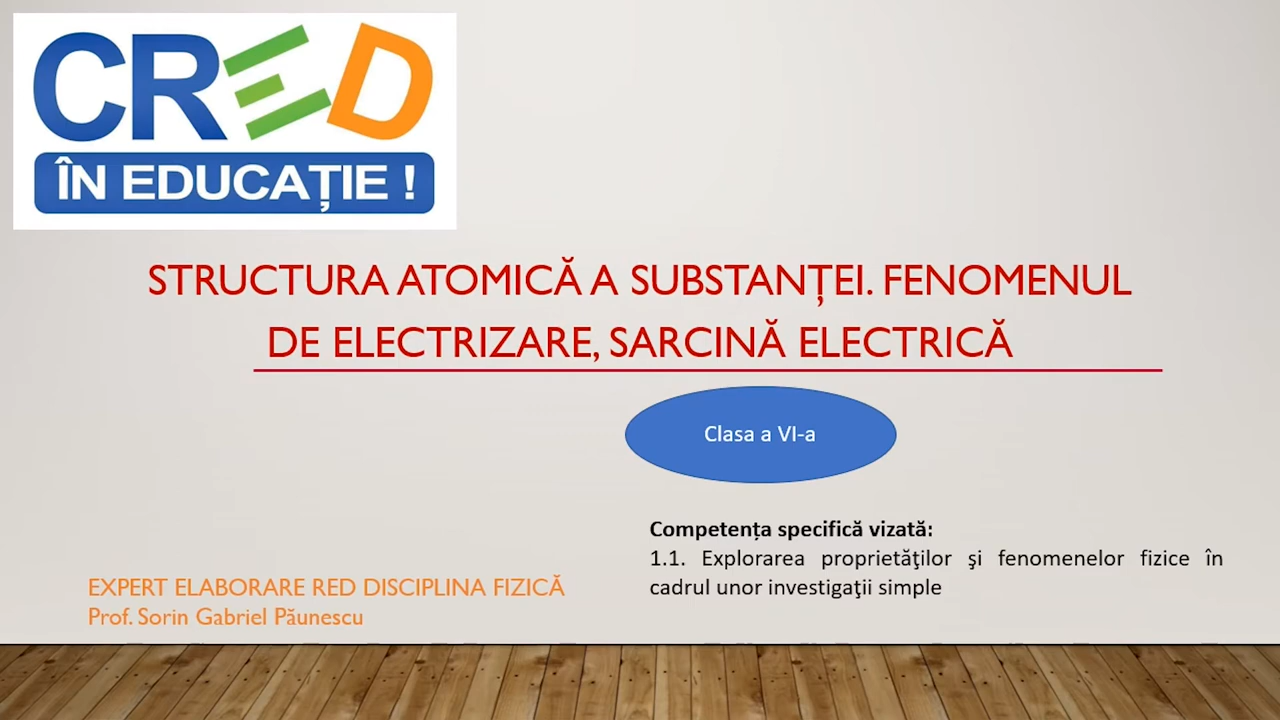 CRED
ÎN EDUCAȚIE !
STRUCTURA ATOMICĂ A SUBSTANȚEI. FENOMENUL
DE ELECTRIZARE, SARCINĂ ELECTRICĂ
Clasa a VI-a
Competența specifică vizată:
1.1. Explorarea proprietăţilor şi fenomenelor fizice în
cadrul unor investigaţii simple
EXPERT ELABORARE RED DISCIPLINA FIZICĂ
Prof. Sorin Gabriel Păunescu